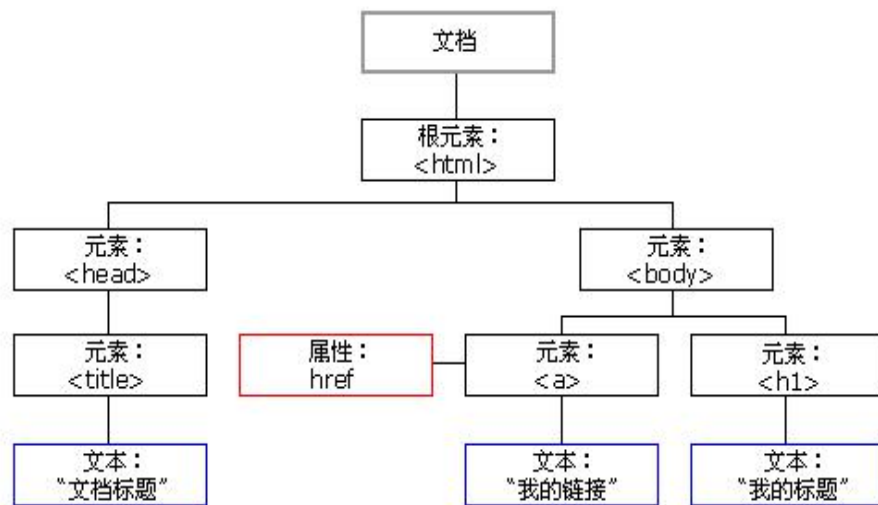 文档
根元素：
<html>
元素：
<head>
元素：
<body>
元素：
<title>
属性：
href
元素：
<a>
元素：
<h1>
文本：
“文档标题”
文本：
“我的链接”
文本：
“我的标题”